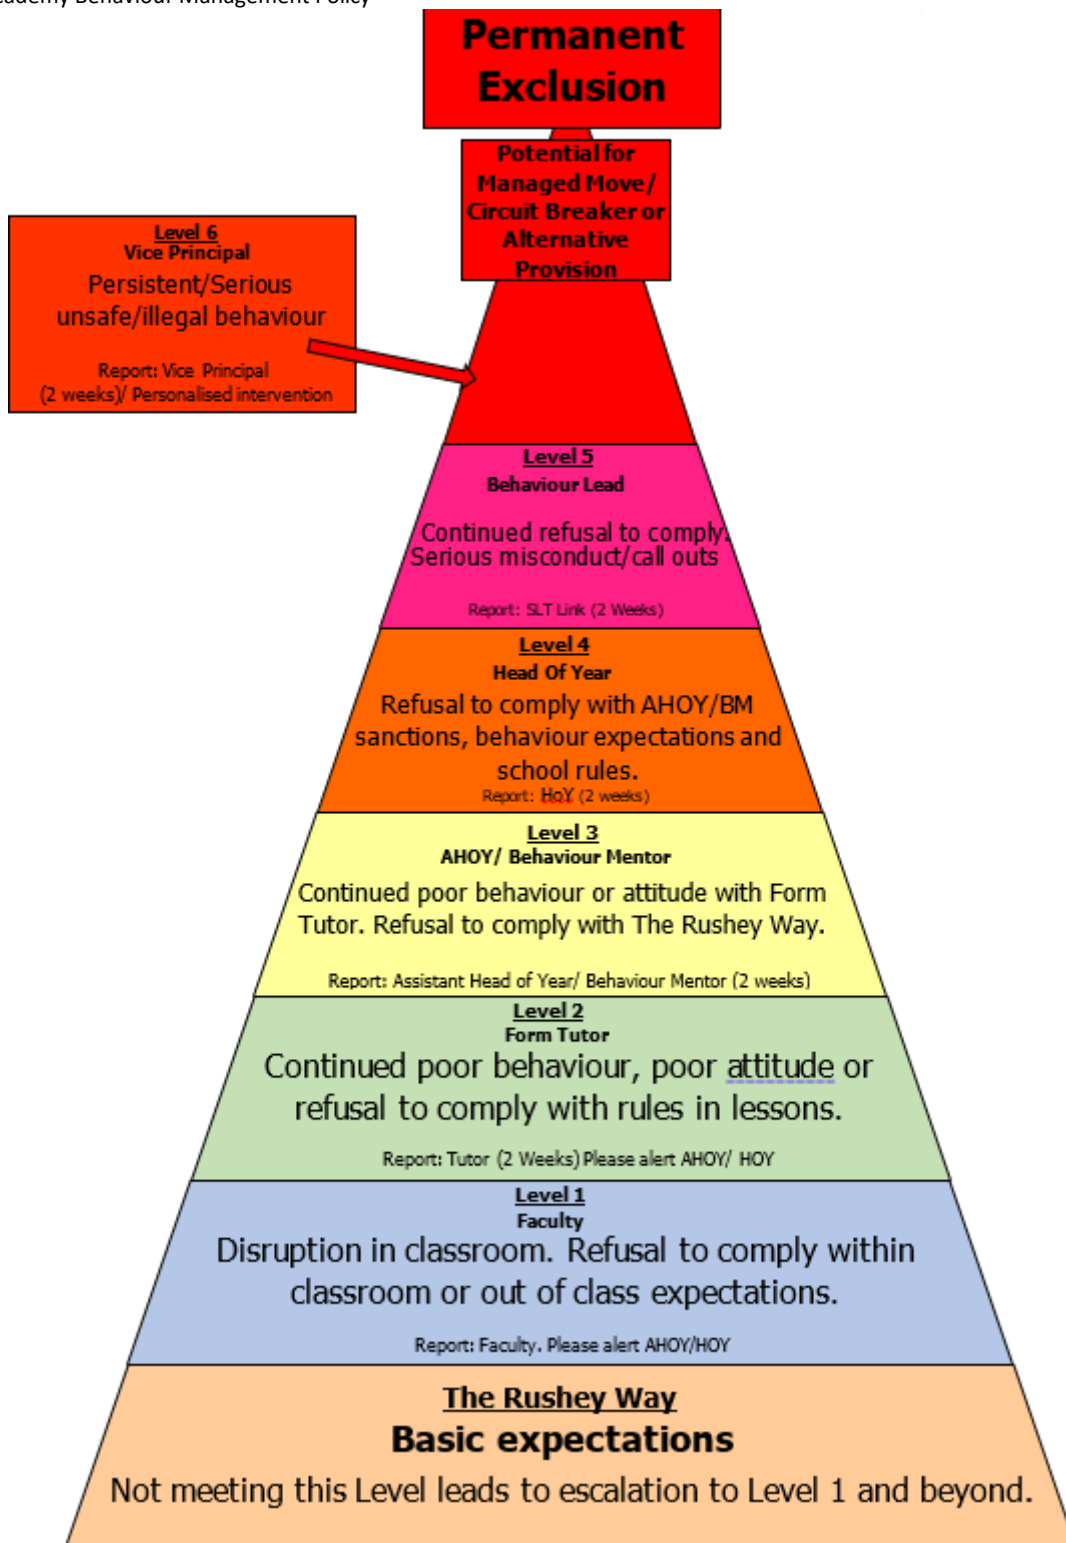 Academy Behaviour Management Policy
Permanent
Exclusion
Potential for
Managed Move/
Circuit Breaker or
Alternative
Provision
Level 6
Vice Principal
Persistent/Serious
unsafe/illegal behaviour
Report: Vice Principal
(2 weeks)/ Personalised intervention
Level 5
Behaviour Lead
Continued refusal to comply.
Serious misconduct/call outs
Report: SLT Link (2 Weeks)
Level 4
Head Of Year
Refusal to comply with AHOY/BM
sanctions, behaviour expectations and
school rules.
Report: HoY (2 weeks)
Level 3
AHOY/ Behaviour Mentor
Continued poor behaviour or attitude with Form
Tutor. Refusal to comply with The Rushey Way.
Report: Assistant Head of Year/ Behaviour Mentor (2 weeks)
Level 2
Form Tutor
Continued poor behaviour, poor attitude or
refusal to comply with rules in lessons.
Report: Tutor (2 Weeks) Please alert AHOY/ HOY
Level 1
Faculty
Disruption in classroom. Refusal to comply within
classroom or out of class expectations.
Report: Faculty. Please alert AHOY/HOY
The Rushey Way
Basic expectations
Not meeting this Level leads to escalation to Level 1 and beyond.